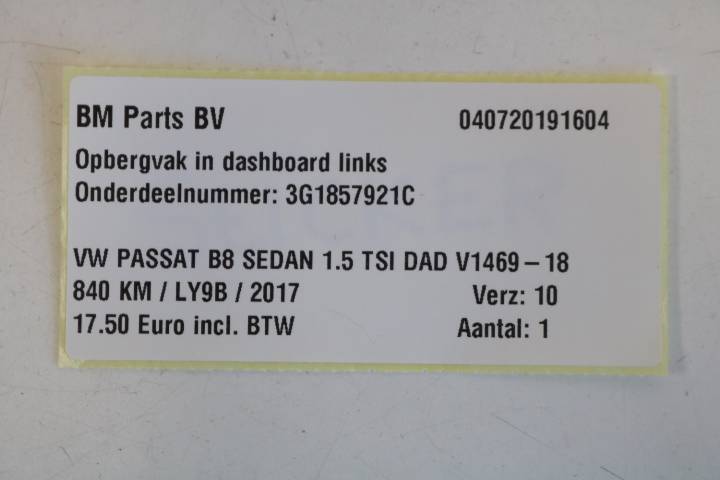 BM Parts BV 040720191604
Opbergvak in dashboard links
Onderdeelnummer: 3G1857921C
VW PASSAT B8 SEDAN 1.5 TSI DAD V1469-18
840 KM / LY9B / 2017 Verz: 10
17.50 Euro incl. BTW Aantal: 1